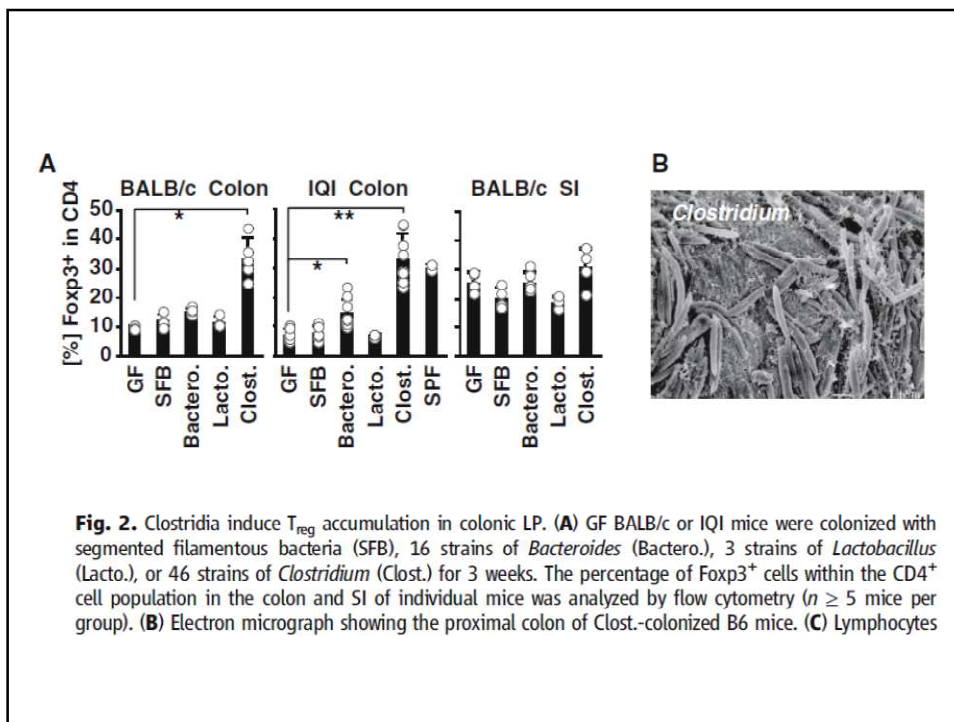 A
BALB/c Colon
IQI Colon
BALB/c SI
B
[%] Foxp3⁺ in CD4
50
40
30
20
10
0
*
**
*
GF
SFB
Bactero.
Lacto.
Clost.
GF
SFB
Bactero.
Lacto.
Clost.
SPF
GF
SFB
Bactero.
Lacto.
Clost.
Clostridium
Fig. 2. Clostridia induce Treg accumulation in colonic LP. (A) GF BALB/c or IQI mice were colonized with
segmented filamentous bacteria (SFB), 16 strains of Bacteroides (Bactero.), 3 strains of Lactobacillus
(Lacto.), or 46 strains of Clostridium (Clost.) for 3 weeks. The percentage of Foxp3⁺ cells within the CD4⁺
cell population in the colon and SI of individual mice was analyzed by flow cytometry (n ≥ 5 mice per
group). (B) Electron micrograph showing the proximal colon of Clost.-colonized B6 mice. (C) Lymphocytes